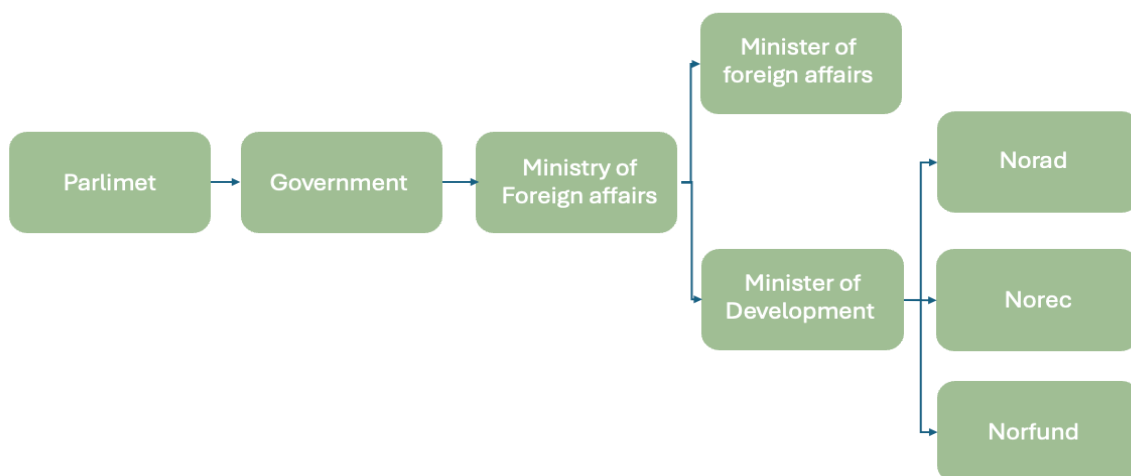 Parlimet
Government
Ministry of
Foreign affairs
Minister of
foreign affairs
Minister of
Development
Norad
Norec
Norfund